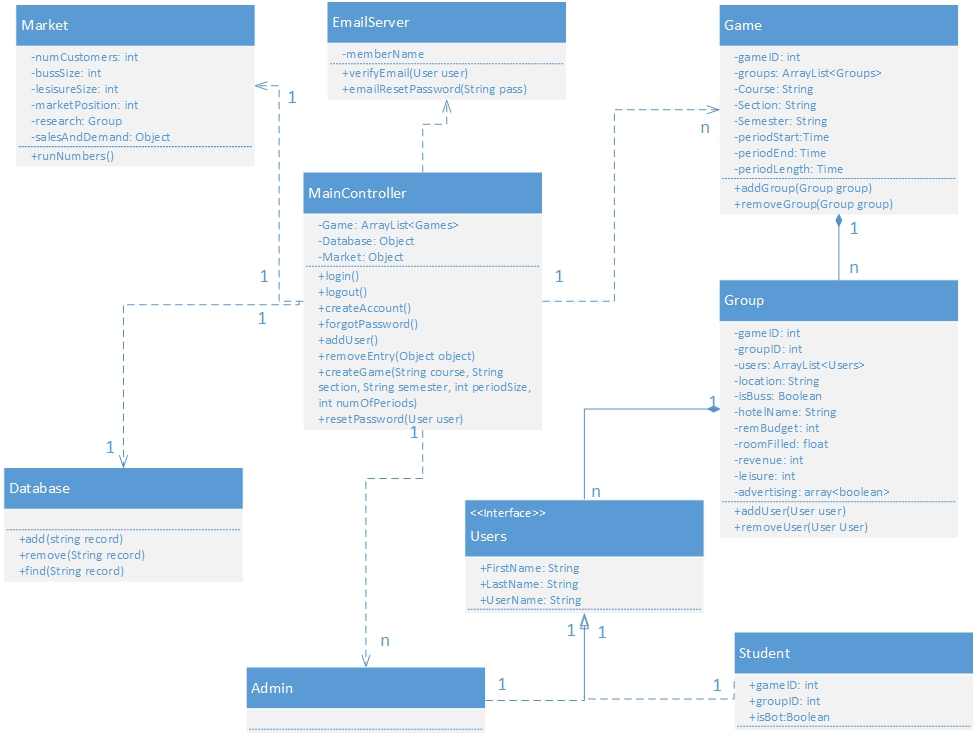 Market
-numCustomers: int
-bussSize: int
-lesisureSize: int
-marketPosition: int
-research: Group
-salesAndDemand: Object
+runNumbers()
EmailServer
-memberName
+verifyEmail(User user)
+emailResetPassword(String pass)
Game
-gameID: int
-groups: ArrayList<Groups>
-Course: String
-Section: String
-Semester: String
-periodStart:Time
-periodEnd: Time
-periodLength: Time
+addGroup(Group group)
+removeGroup(Group group)
1
n
MainController
-Game: ArrayList<Games>
-Database: Object
-Market: Object
+login()
+logout()
+createAccount()
+forgotPassword()
+addUser()
+removeEntry(Object object)
+createGame(String course, String
section, String semester, int periodSize,
int numOfPeriods)
+resetPassword(User user)
1
1
1
1
1
n
Group
-gameID: int
-groupID: int
-users: ArrayList<Users>
-location: String
-isBuss: Boolean
-hotelName: String
-remBudget: int
-roomFilled: float
-revenue: int
-leisure: int
-advertising: array<boolean>
+addUser(User user)
+removeUser(User User)
1
n
1
Database
+add(string record)
+remove(String record)
+find(String record)
<<Interface>>
Users
+FirstName: String
+LastName: String
+UserName: String
1
1
n
Admin
1
1
Student
+gameID: int
+groupID: int
+isBot:Boolean